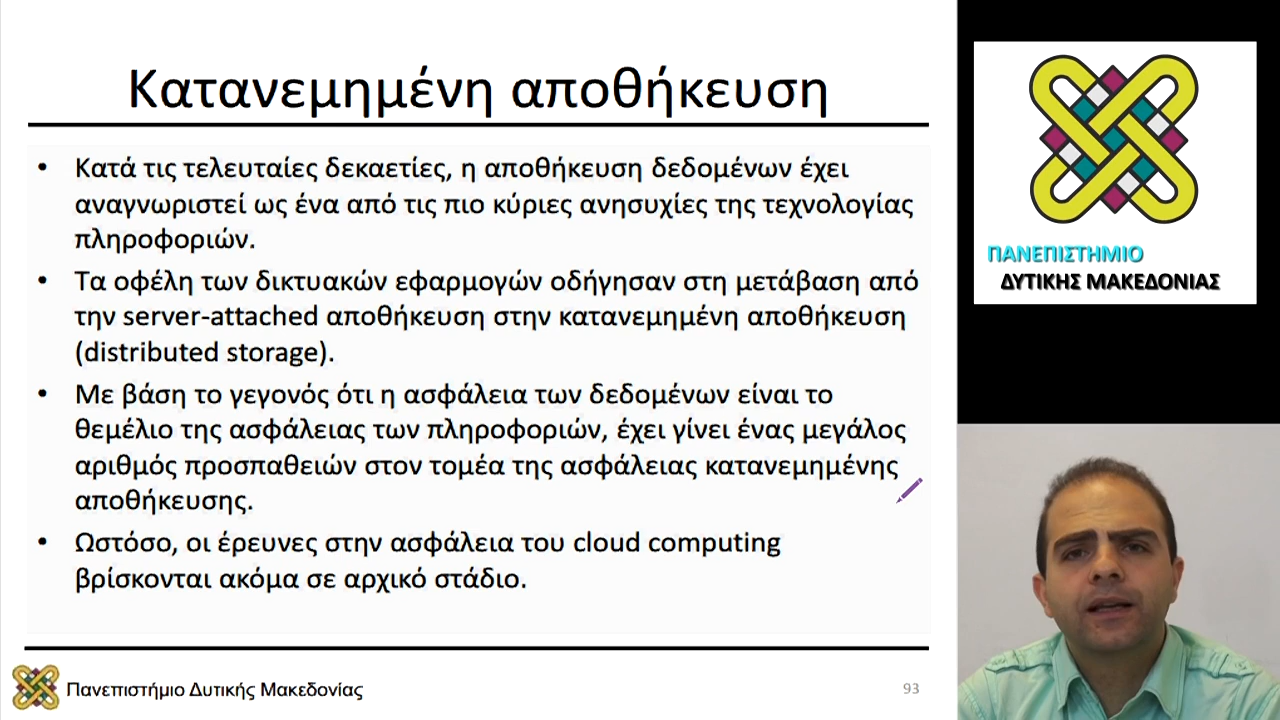 Κατανεμημένη αποθήκευση
• Κατά τις τελευταίες δεκαετίες, η αποθήκευση δεδομένων έχει
αναγνωριστεί ως ένα από τις πιο κύριες ανησυχίες της τεχνολογίας
πληροφοριών.
• Τα οφέλη των δικτυακών εφαρμογών οδήγησαν στη μετάβαση από
την server-attached αποθήκευση στην κατανεμημένη αποθήκευση
(distributed storage).
• Με βάση το γεγονός ότι η ασφάλεια των δεδομένων είναι το
θεμέλιο της ασφάλειας των πληροφοριών, έχει γίνει ένας μεγάλος
αριθμός προσπαθειών στον τομέα της ασφάλειας κατανεμημένης
αποθήκευσης.
• Ωστόσο, οι έρευνες στην ασφάλεια του cloud computing
βρίσκονται ακόμα σε αρχικό στάδιο.
Πανεπιστήμιο Δυτικής Μακεδονίας
93
ΠΑΝΕΠΙΣΤΗΜΙΟ
ΔΥΤΙΚΗΣ ΜΑΚΕΔΟΝΙΑΣ